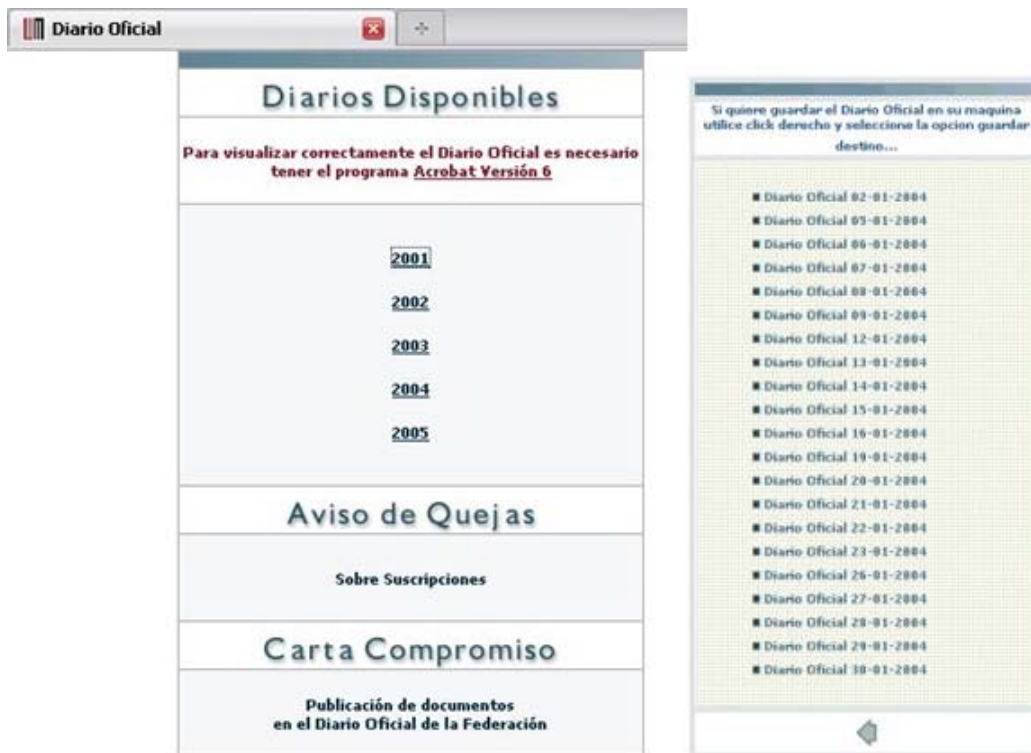 Diario Oficial
Diarios Disponibles
Para visualizar correctamente el Diario Oficial es necesario
tener el programa Acrobat Versión 6
2001
2002
2003
2004
2005
Aviso de Quejas
Sobre Suscripciones
Carta Compromiso
Publicación de documentos
en el Diario Oficial de la Federación
Si quiere guardar el Diario Oficial en su maquina
utilice click derecho y seleccione la opcion guardar
destino...
Diario Oficial 02-01-2004
Diario Oficial 05-01-2004
Diario Oficial 06-01-2004
Diario Oficial 07-01-2004
Diario Oficial 08-01-2004
Diario Oficial 09-01-2004
Diario Oficial 12-01-2004
Diario Oficial 13-01-2004
Diario Oficial 14-01-2004
Diario Oficial 15-01-2004
Diario Oficial 16-01-2004
Diario Oficial 19-01-2004
Diario Oficial 20-01-2004
Diario Oficial 21-01-2004
Diario Oficial 22-01-2004
Diario Oficial 23-01-2004
Diario Oficial 26-01-2004
Diario Oficial 27-01-2004
Diario Oficial 28-01-2004
Diario Oficial 29-01-2004
Diario Oficial 30-01-2004